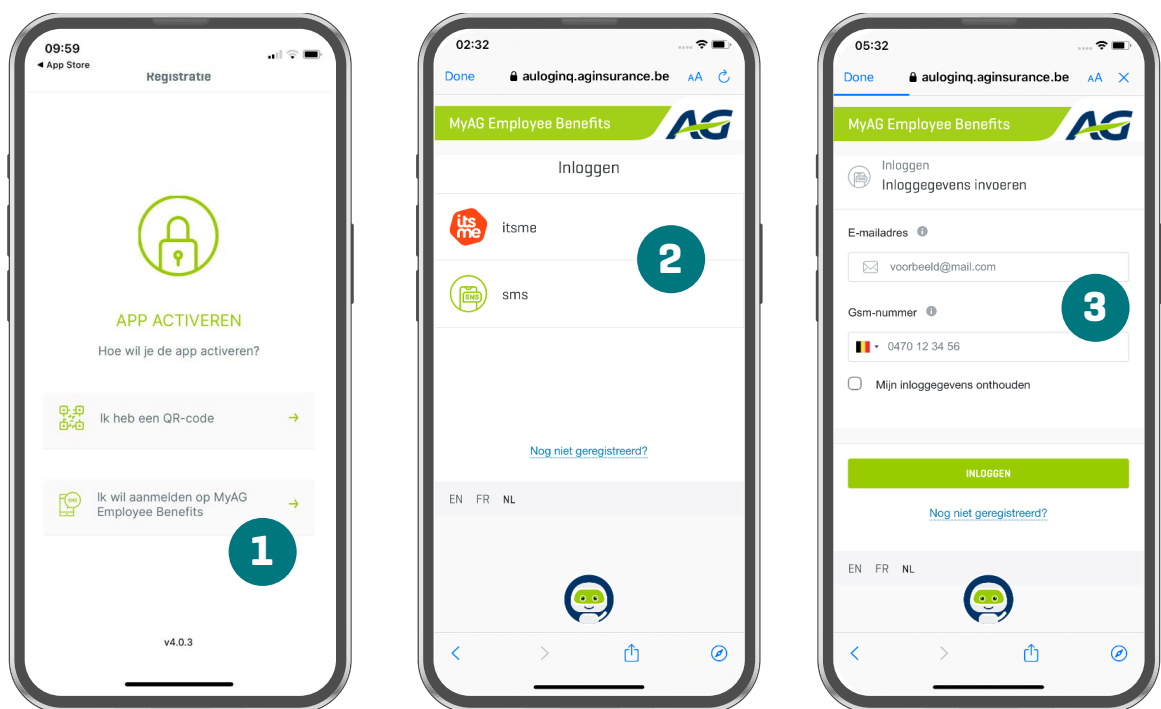 09:59
App Store
Registratie
APP ACTIVEREN
Hoe wil je de app activeren?
Ik heb een QR-code
SMS
Ik wil aanmelden op MyAG
Employee Benefits
1
v4.0.3
02:32
Done
auloginq.aginsurance.be
AA
MyAG Employee Benefits
AG
Inloggen
its
me
itsme
2
SMS
sms
Nog niet geregistreerd?
EN FR NL
05:32
Done
auloginq.aginsurance.be
AA
MyAG Employee Benefits
AG
Inloggen
Inloggegevens invoeren
E-mailadres
voorbeeld@mail.com
3
Gsm-nummer
0470 12 34 56
Mijn inloggegevens onthouden
INLOGGEN
Nog niet geregistreerd?
EN FR NL